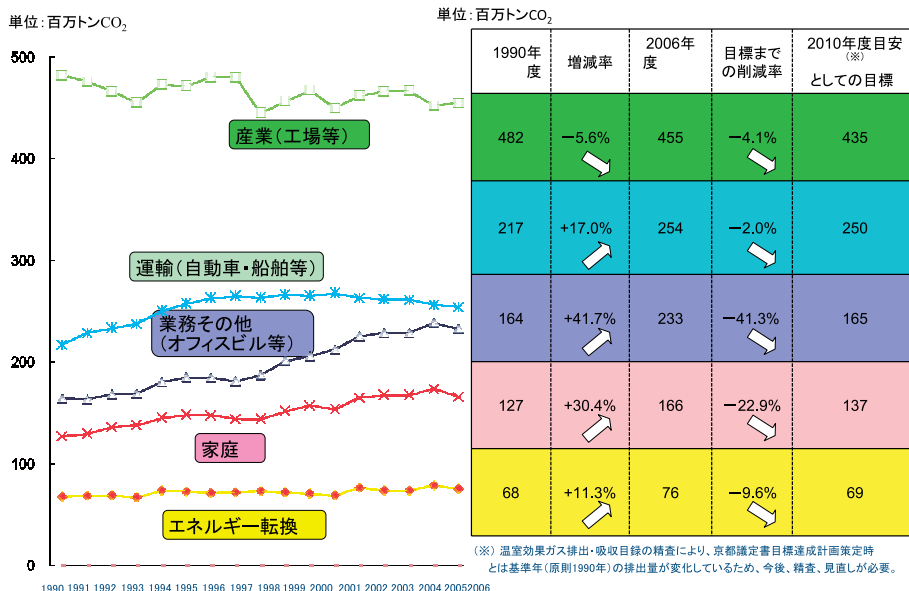 単位：百万トンCO₂
500
400
300
200
100
0
産業（工場等）
運輸（自動車・船舶等）
業務その他
（オフィスビル等）
家庭
エネルギー転換
1990 1991 1992 1993 1994 1995 1996 1997 1998 1999 2000 2001 2002 2003 2004 2005 2006
単位：百万トンCO₂
1990年度 増減率 2006年度 目標までの削減率 2010年度目安（※）としての目標
482 －5.6% 455 －4.1% 435
217 +17.0% 254 －2.0% 250
164 +41.7% 233 －41.3% 165
127 +30.4% 166 －22.9% 137
68 +11.3% 76 －9.6% 69
（※）温室効果ガス排出・吸収目録の精査により、京都議定書目標達成計画策定時
とは基準年（原則1990年）の排出量が変化しているため、今後、精査、見直しが必要。